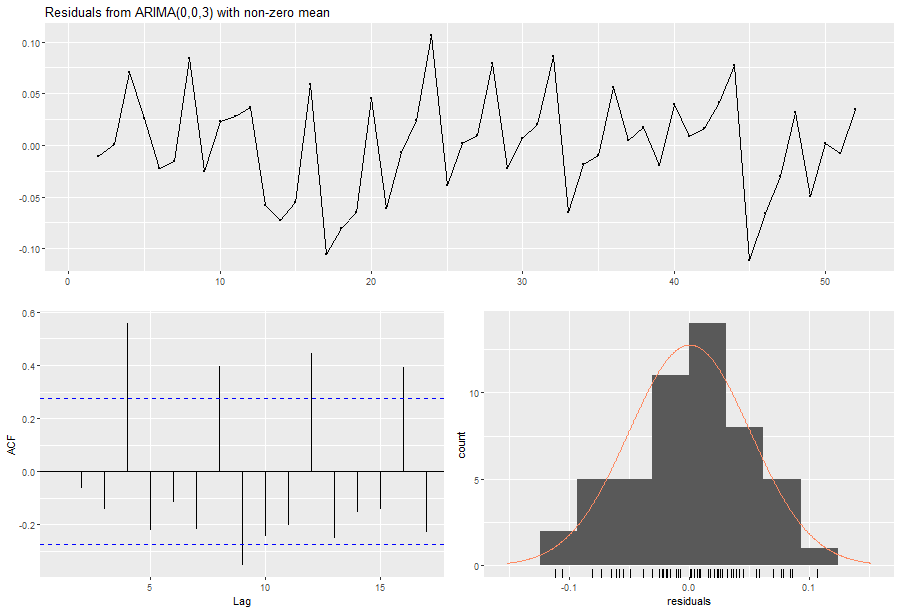 Residuals from ARIMA(0,0,3) with non-zero mean
0.10
0.05
0.00
-0.05
-0.10
0 10 20 30 40 50
0.6
0.4
0.2
0.0
-0.2
ACF
5 10 15
Lag
10
5
0
count
-0.1 0.0 0.1
residuals